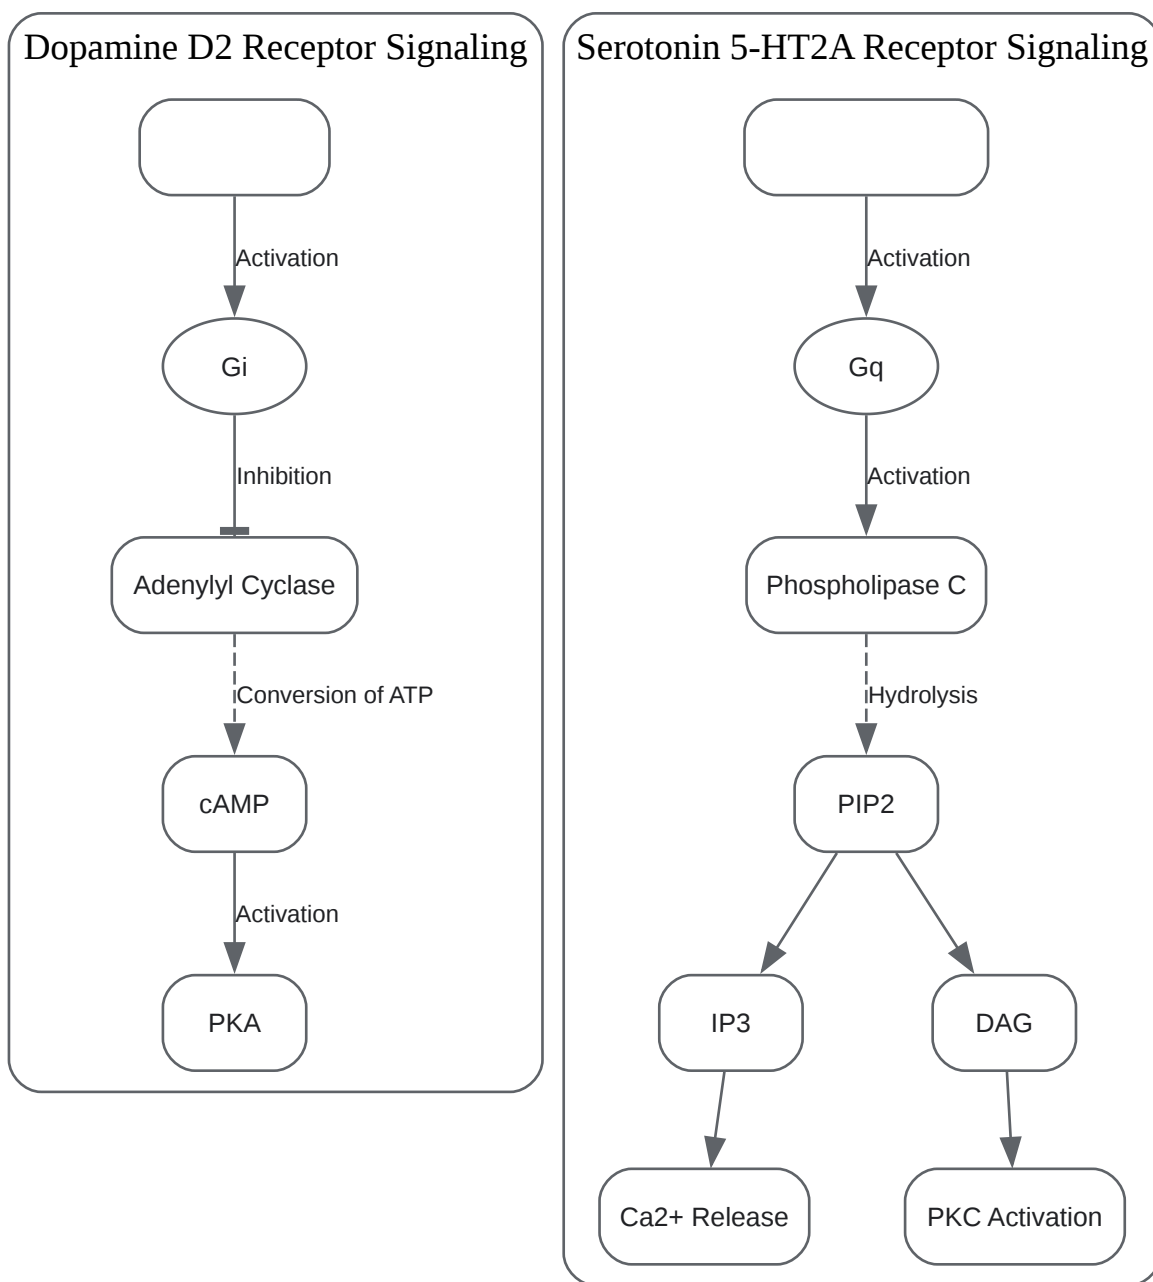 Dopamine D2 Receptor Signaling
Activation
Gi
Inhibition
Adenylyl Cyclase
Conversion of ATP
cAMP
Activation
PKA
Serotonin 5-HT2A Receptor Signaling
Activation
Gq
Activation
Phospholipase C
Hydrolysis
PIP2
IP3
DAG
Ca2+ Release
PKC Activation